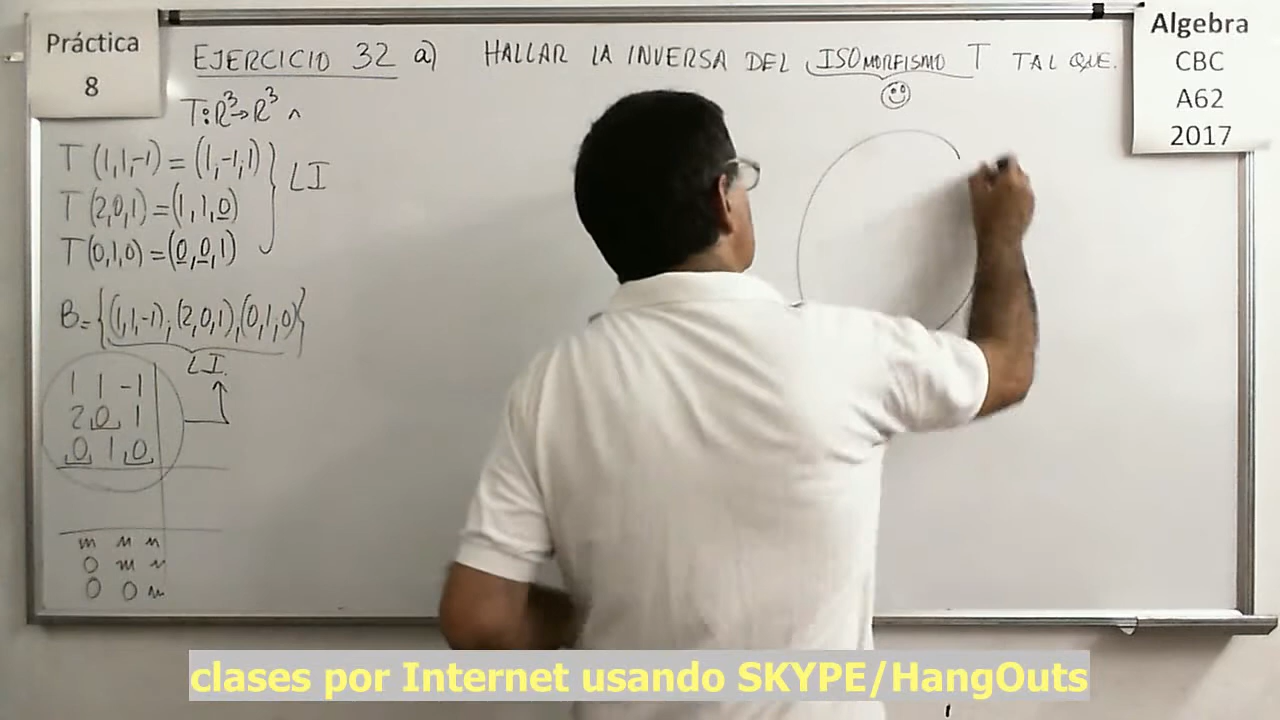 Práctica
8
EJERCICIO 32 a) HALLAR LA INVERSA DEL ISOMORFISMO T TAL QUE.
Algebra
CBC
A62
2017
T:R³→R³ ^
T(1,1,-1)=(1,-1,1)
T(2,0,1)=(1,1,0)
T(0,1,0)=(0,0,1)
LI
B={(1,1,-1),(2,0,1),(0,1,0)}
LI.
1 1 -1
2 0 1
0 1 0
m m m
0 m m
0 0 m
clases por Internet usando SKYPE/HangOuts